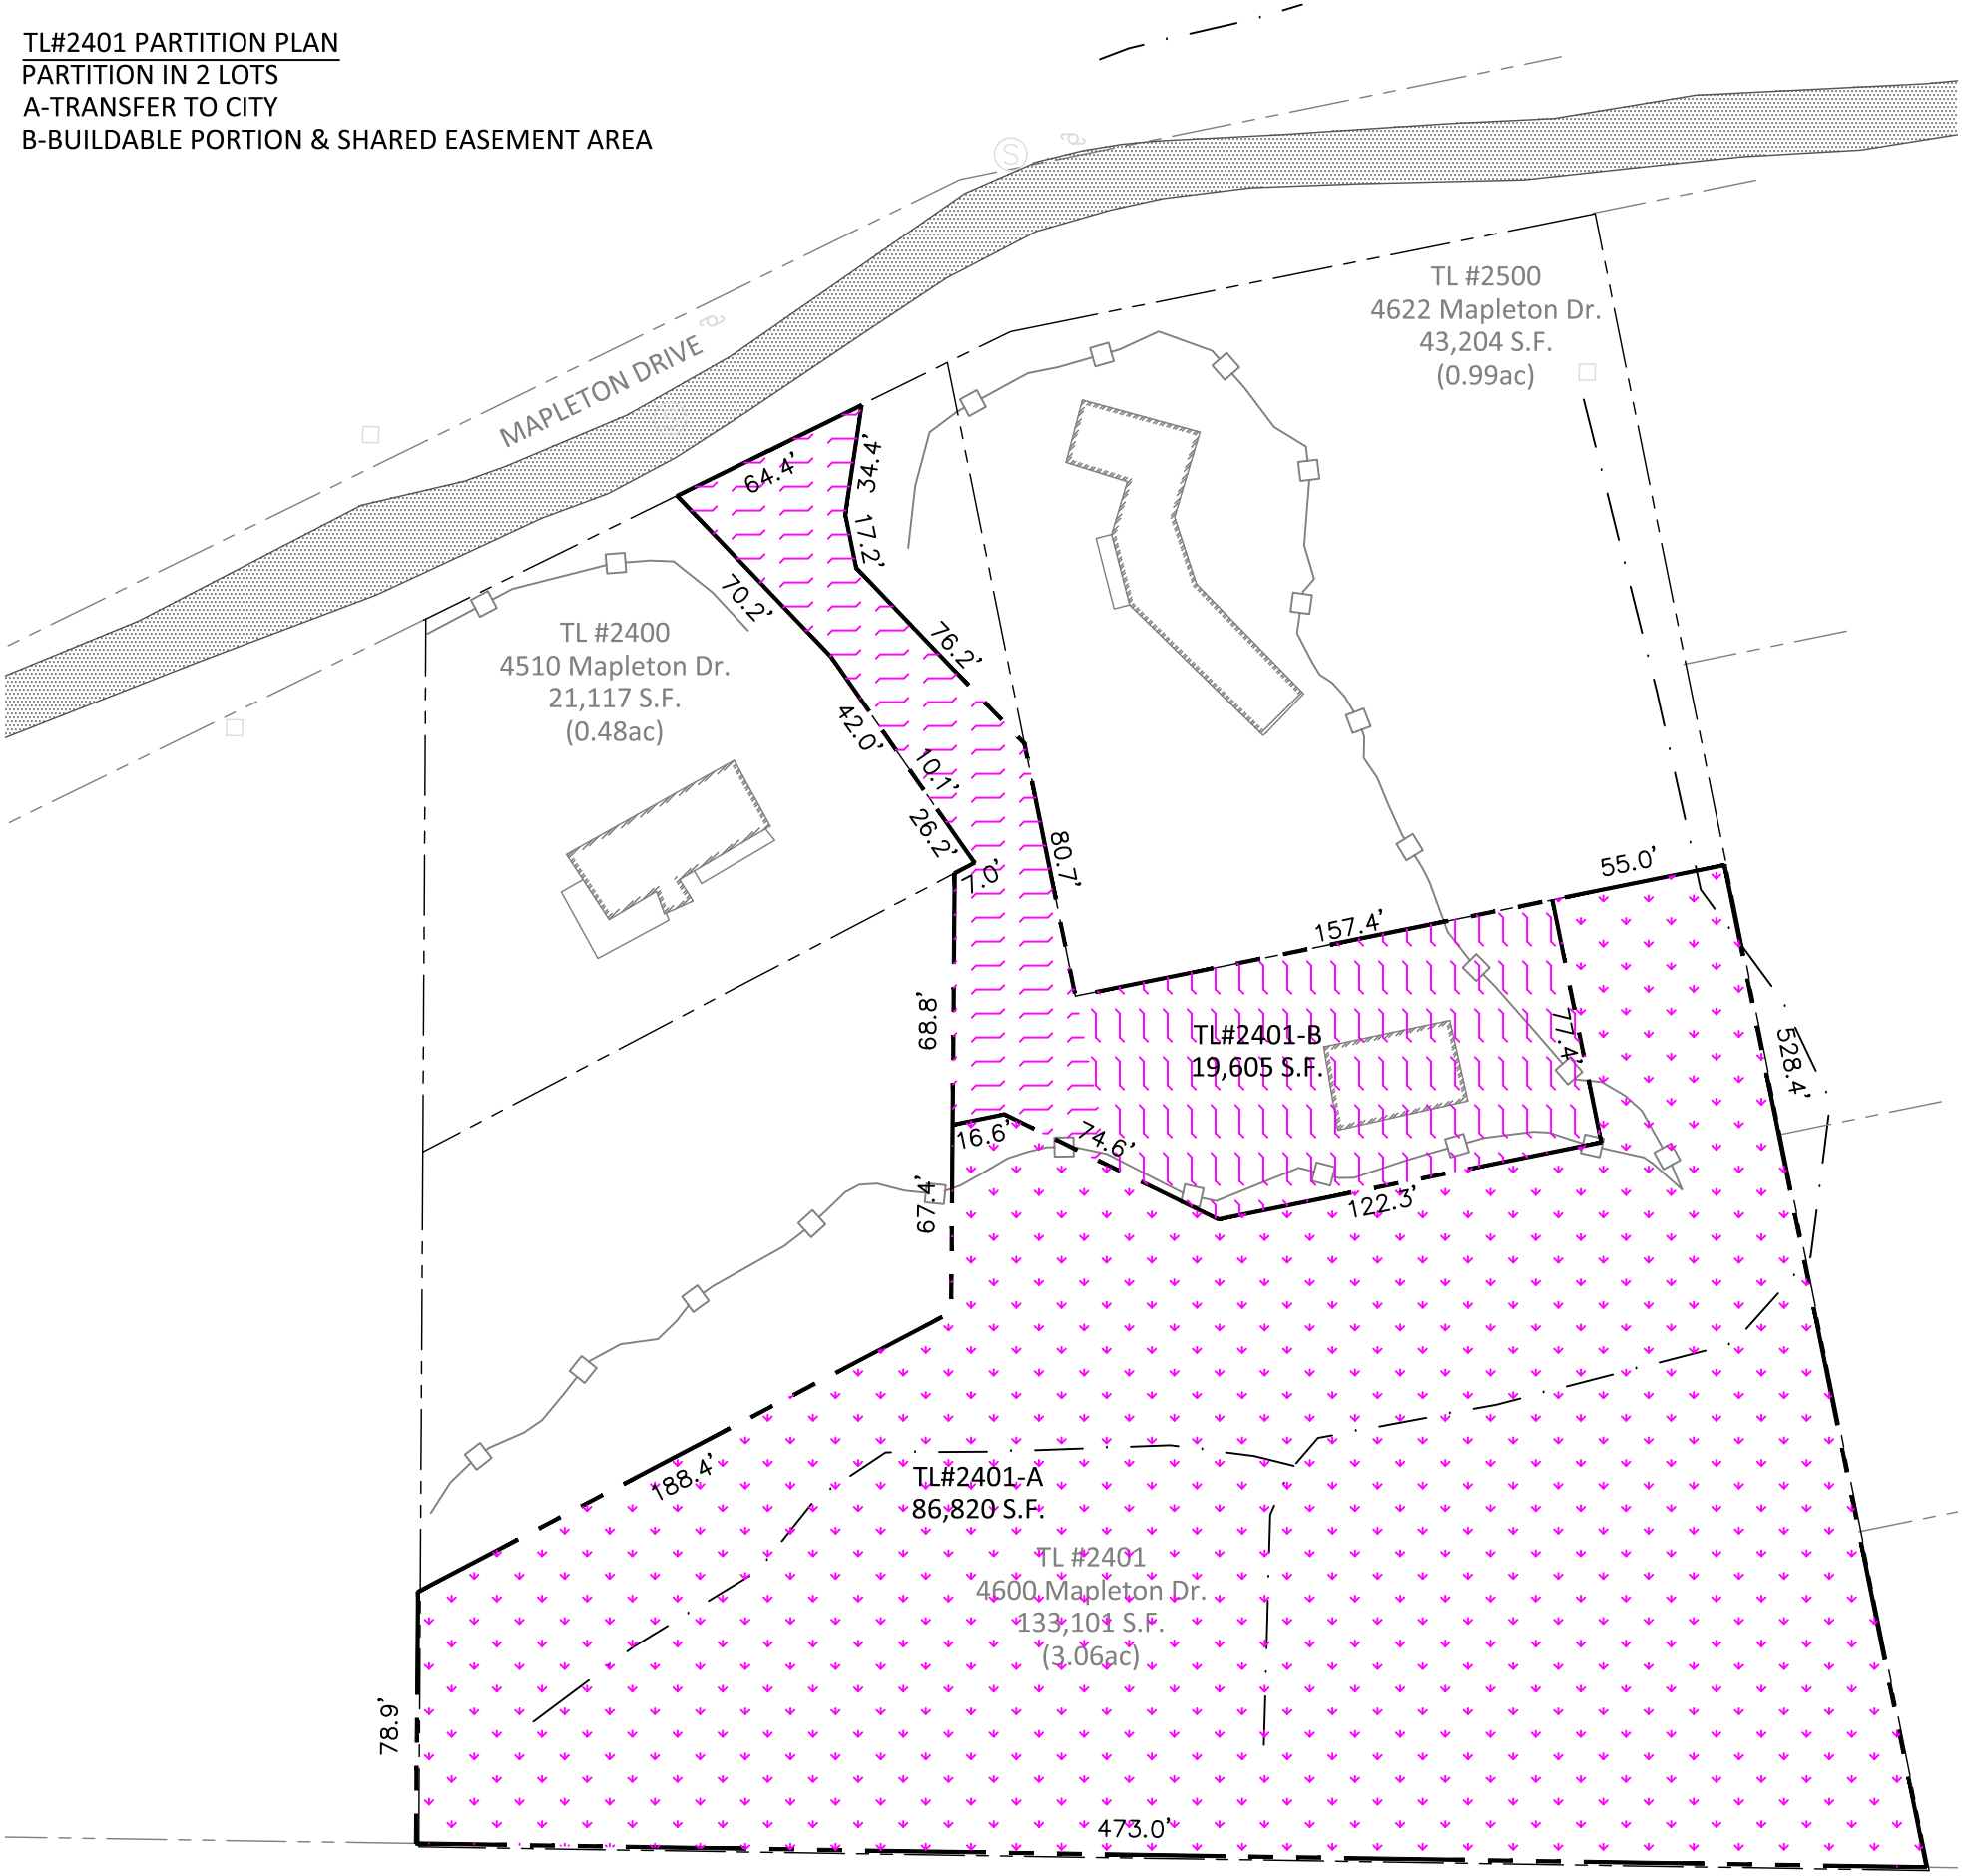 TL#2401 PARTITION PLAN
PARTITION IN 2 LOTS
A-TRANSFER TO CITY
B-BUILDABLE PORTION & SHARED EASEMENT AREA
S
MAPLETON DRIVE
TL #2500
4622 Mapleton Dr.
43,204 S.F.
(0.99ac)
64.4'
34.4'
17.2'
70.2'
76.2'
TL #2400
4510 Mapleton Dr.
21,117 S.F.
(0.48ac)
42.0'
10.1'
26.2'
7.0'
80.7'
55.0'
157.4'
68.8'
TL#2401-B
19,605 S.F.
77.4'
528.4'
16.6'
74.6'
67.4'
122.3'
188.4'
TL#2401-A
86,820 S.F.
TL #2401
4600 Mapleton Dr.
133,101 S.F.
(3.06ac)
78.9'
473.0'